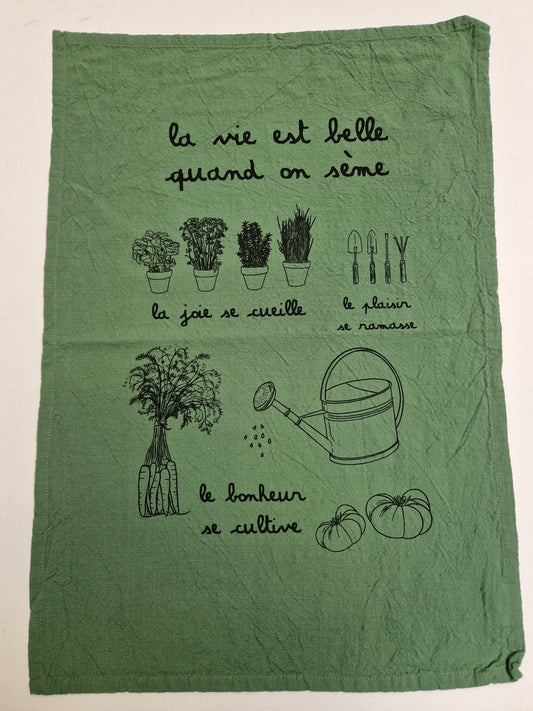 la vie est belle
quand on sème
la joie se cueille
le plaisir
se ramasse
le bonheur
se cultive